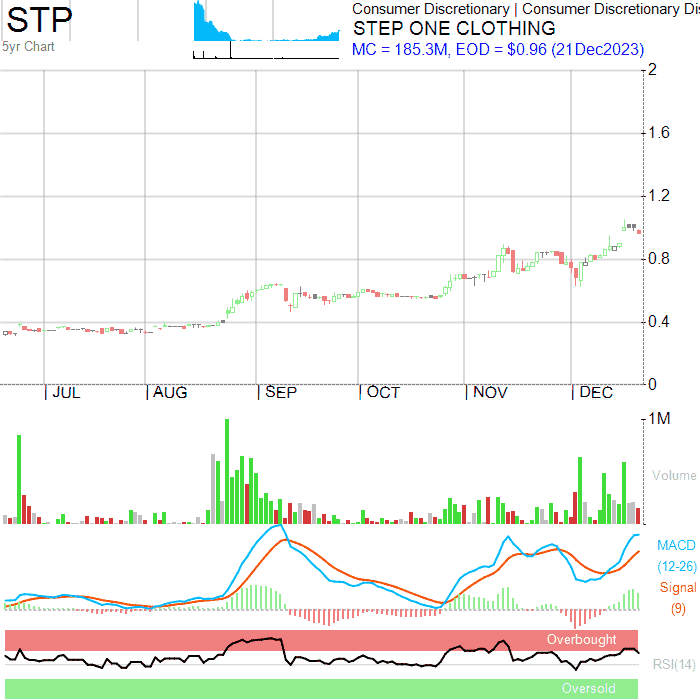 STP
5yr Chart
Consumer Discretionary | Consumer Discretionary Dis
STEP ONE CLOTHING
MC = 185.3M, EOD = $0.96 (21Dec2023)
2
1.6
1.2
0.8
0.4
0
| JUL | AUG | SEP | OCT | NOV | DEC
1M
Volume
MACD
(12-26)
Signal
(9)
Overbought
RSI(14)
Oversold